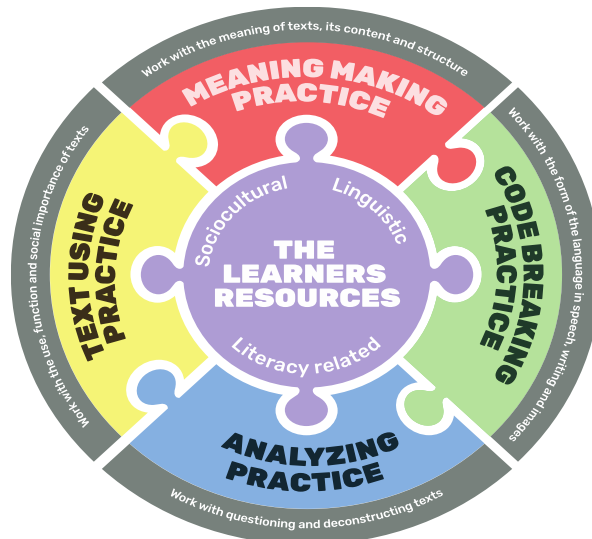 Work with the meaning of texts, its content and structure
MEANING MAKING
PRACTICE
Work with the form of the language in speech, writing and images
CODE BREAKING
PRACTICE
Work with questioning and deconstructing texts
ANALYZING
PRACTICE
Work with the use, function and social importance of texts
TEXT USING
PRACTICE
Sociocultural
Linguistic
THE
LEARNERS
RESOURCES
Literacy related